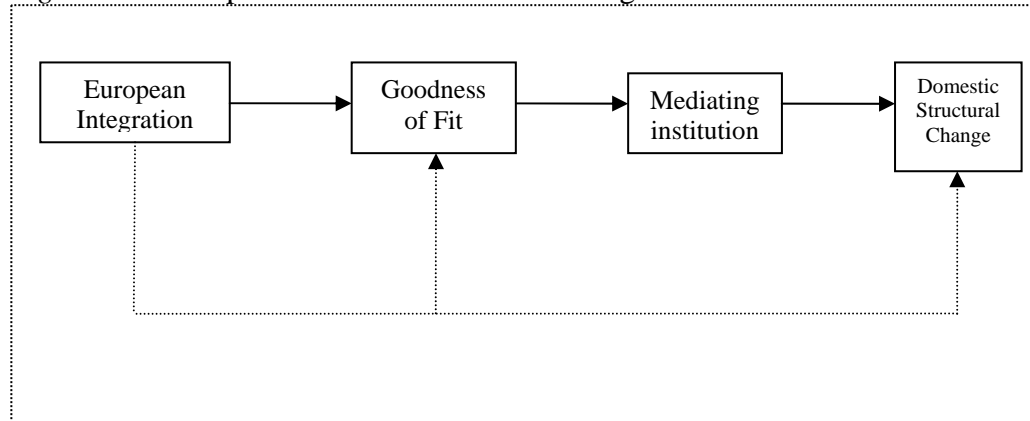 European
Integration
Goodness
of Fit
Mediating
institution
Domestic
Structural
Change